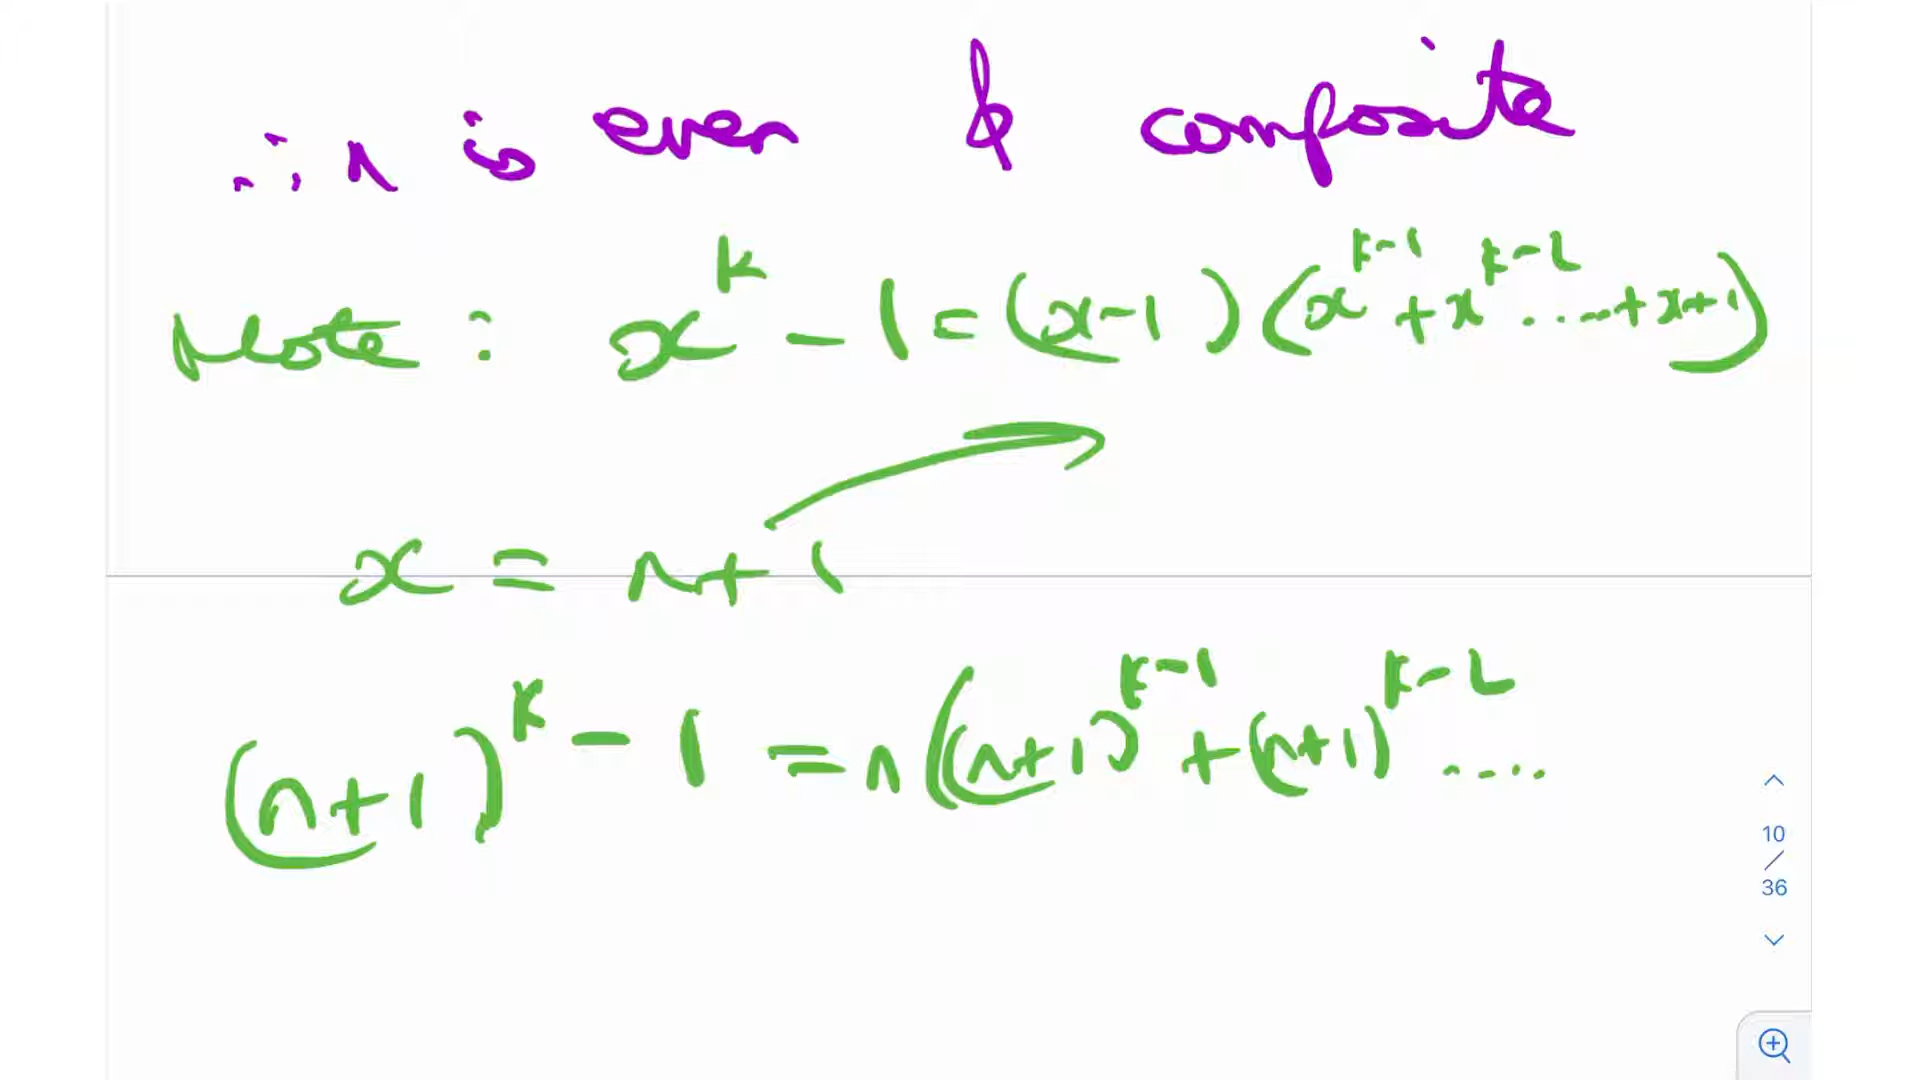 ∴ n is even & composite
Note : x^k - 1 = (x-1)(x^{k-1} + x^{k-2} ..... + x+1)
x = n+1
(n+1)^k - 1 = n((n+1)^{k-1} + (n+1)^{k-2} ....
10
/
36